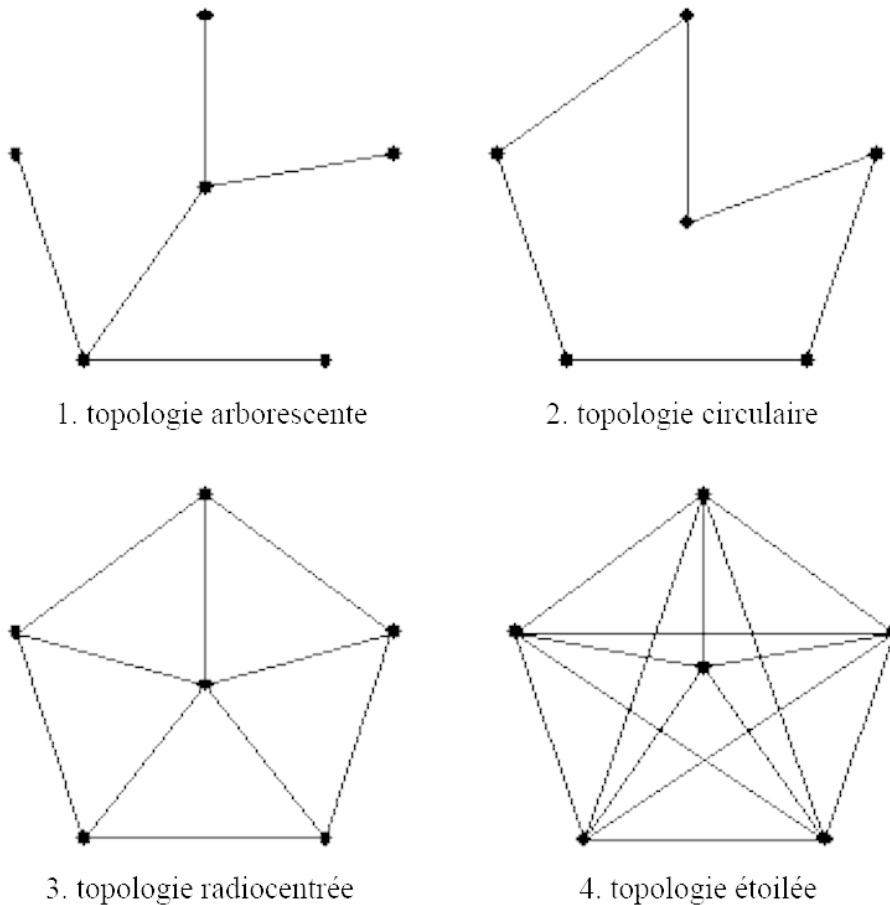 1. topologie arborescente
2. topologie circulaire
3. topologie radiocentrée
4. topologie étoilée